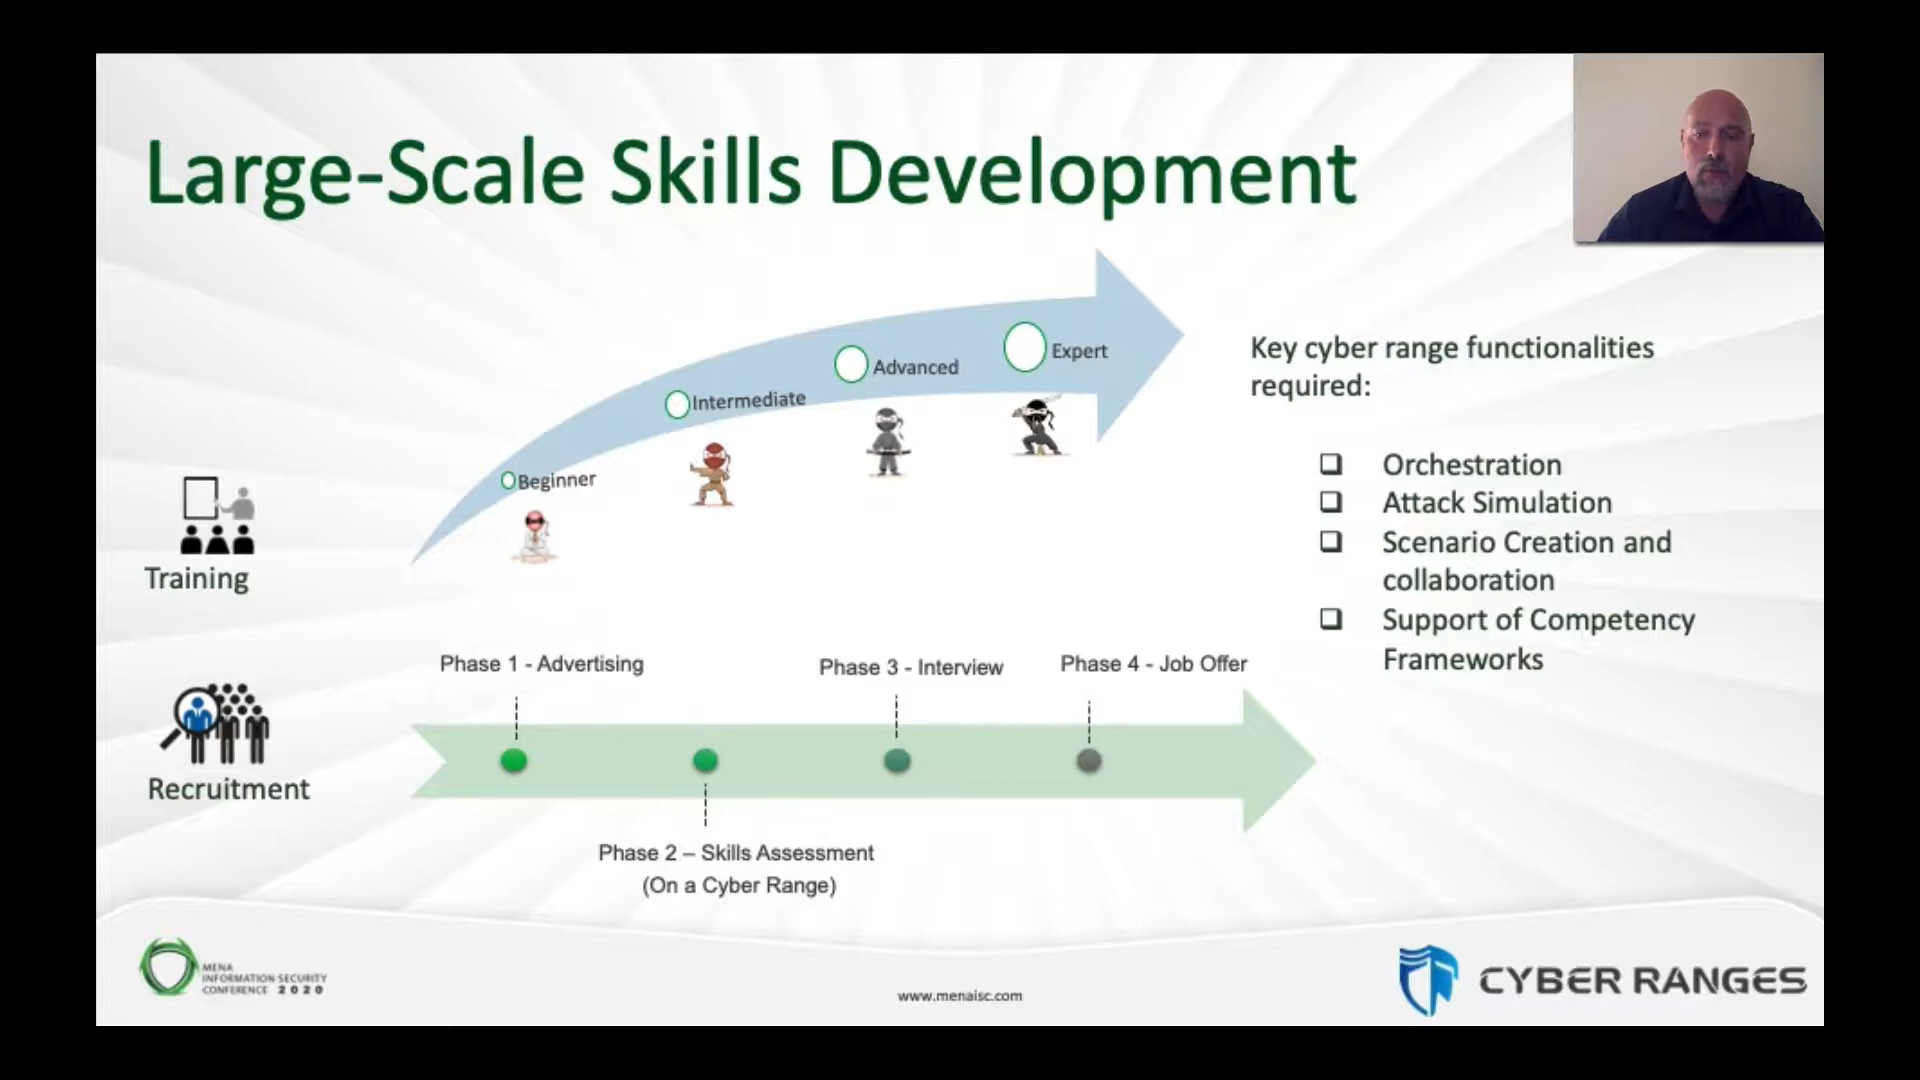 Large-Scale Skills Development
Expert
Advanced
Intermediate
Beginner
Training
Key cyber range functionalities
required:
❑ Orchestration
❑ Attack Simulation
❑ Scenario Creation and
collaboration
❑ Support of Competency
Frameworks
Phase 1 - Advertising
Phase 3 - Interview
Phase 4 - Job Offer
Recruitment
Phase 2 – Skills Assessment
(On a Cyber Range)
MENA
INFORMATION SECURITY
CONFERENCE 2020
www.menaisc.com
CYBER RANGES